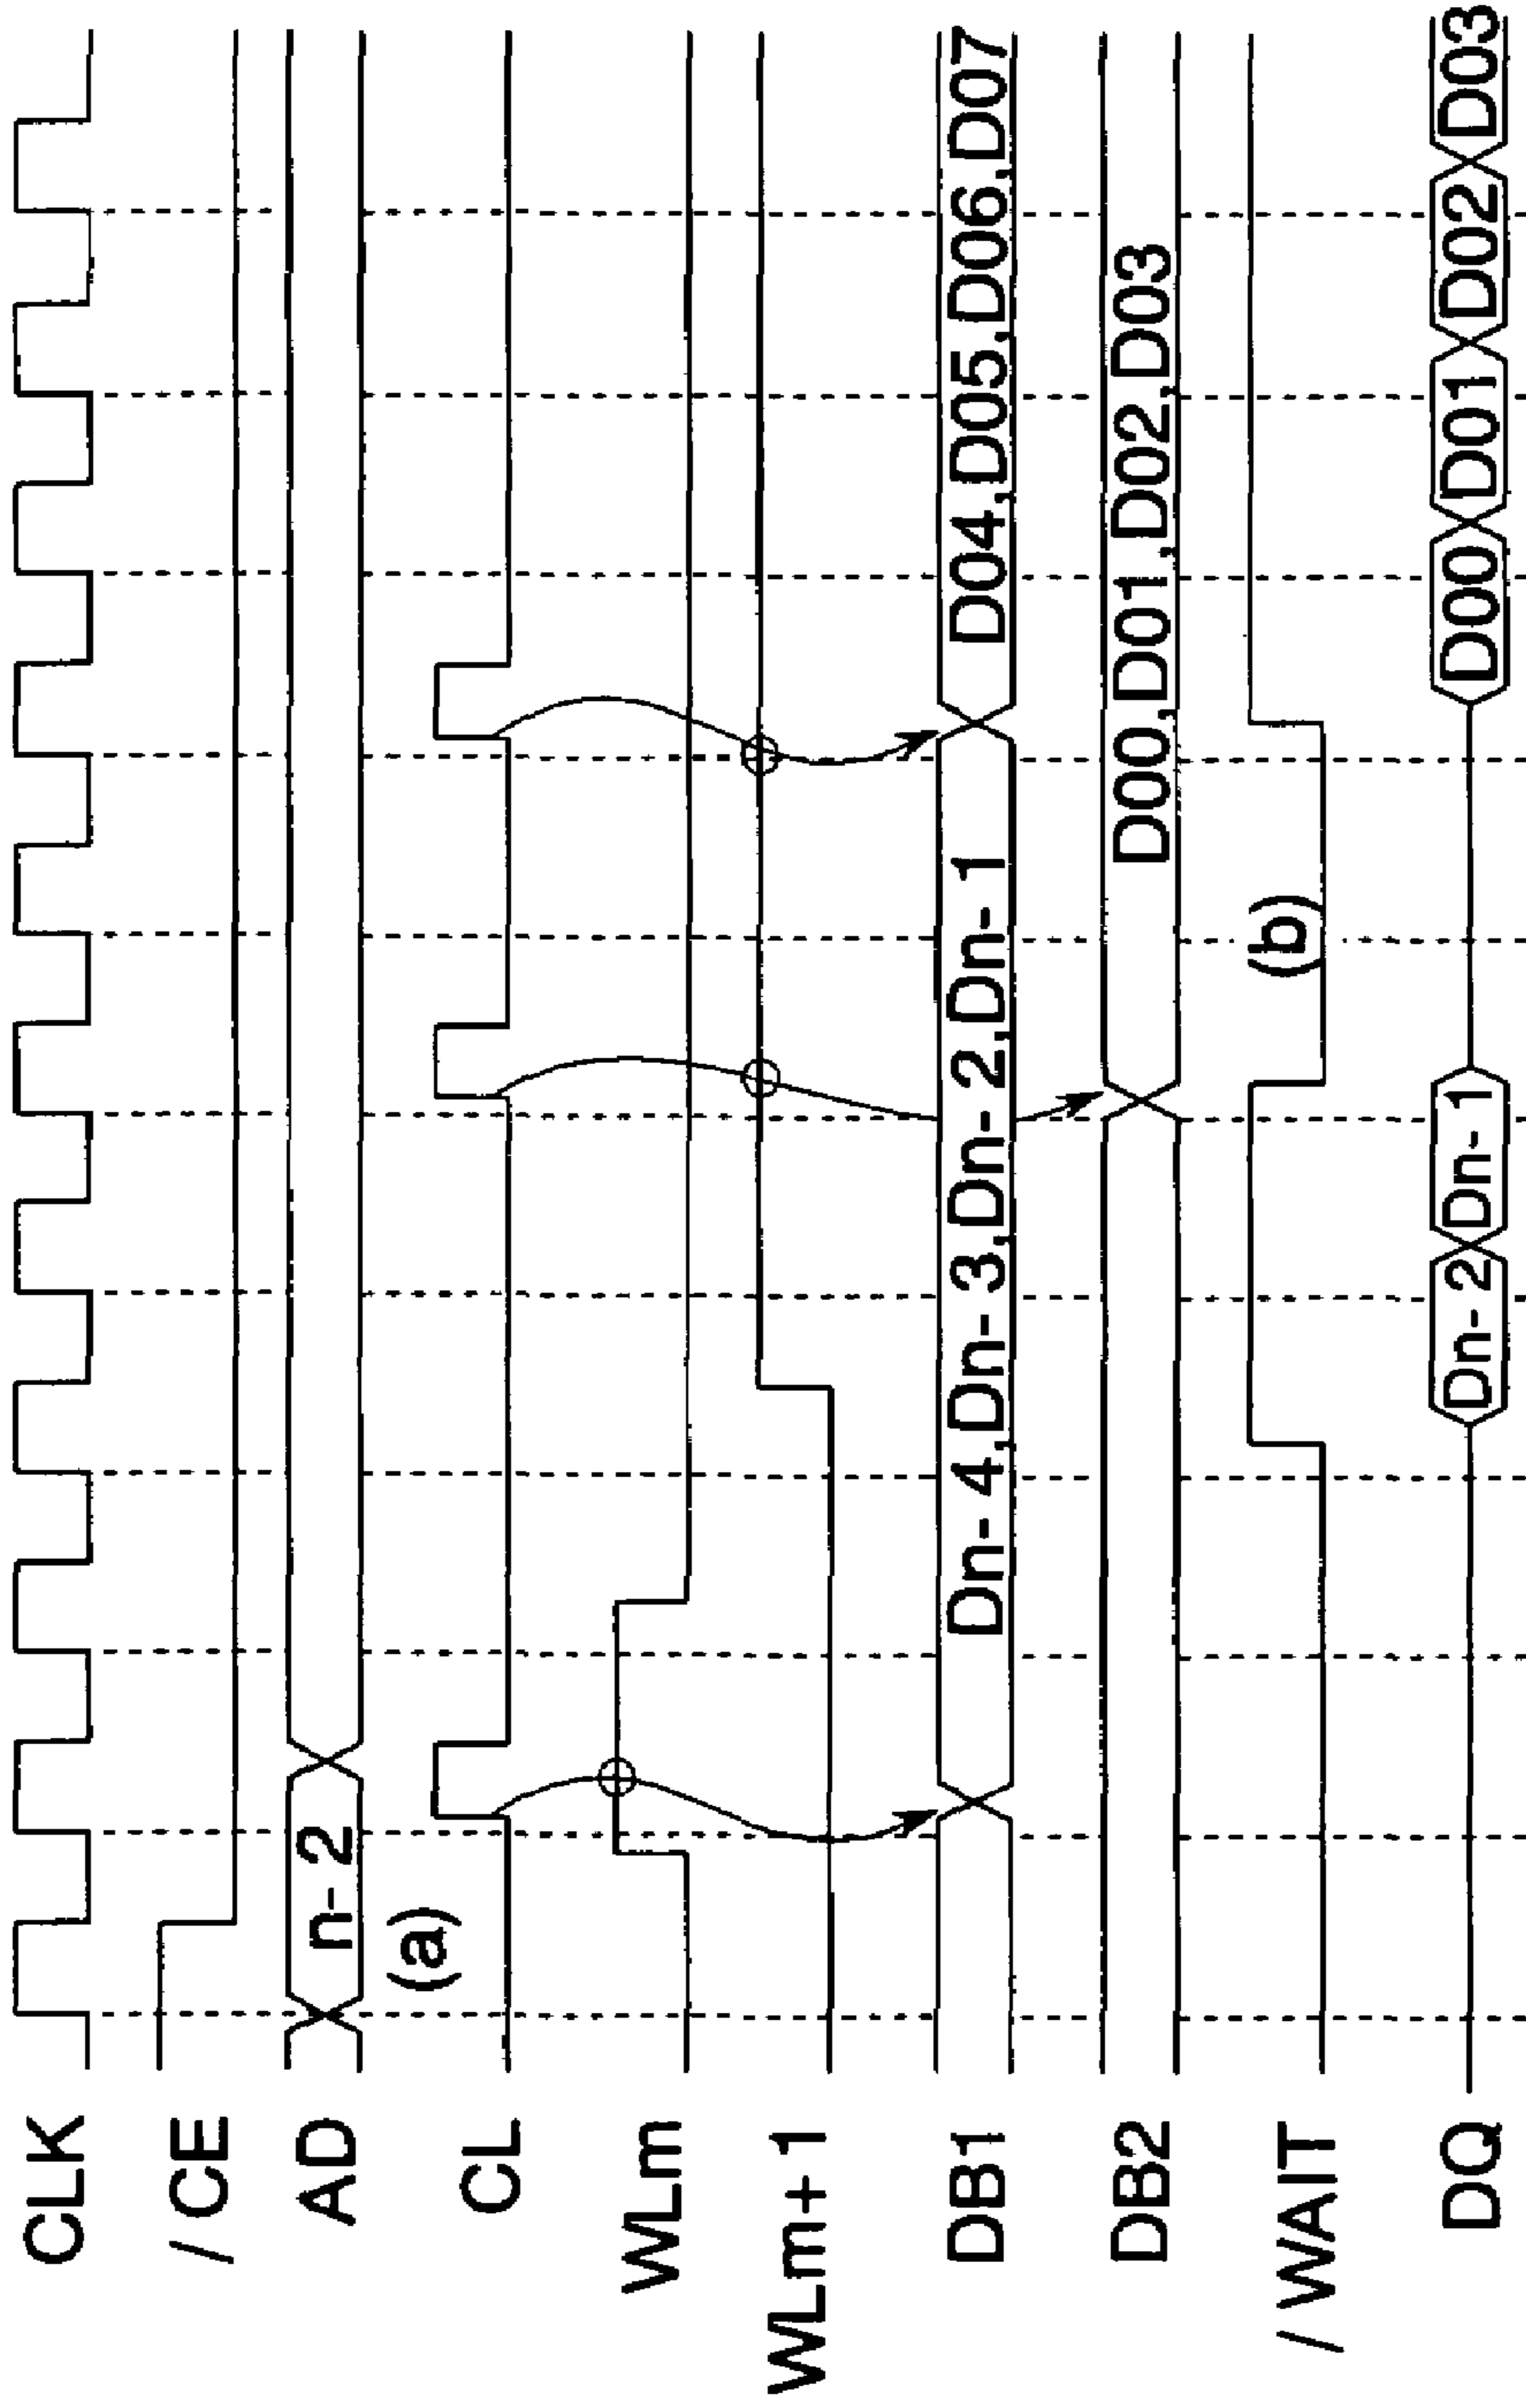 CLK
/ CE
AD n-2
(a)
CL
WLm
WLm+1
DB1 Dn-4,Dn-3,Dn-2,Dn-1 D04,D05,D06,D07
DB2 D00,D01,D02,D03
(b)
/ WAIT
DQ Dn-2 Dn-1 D00 D01 D02 D03